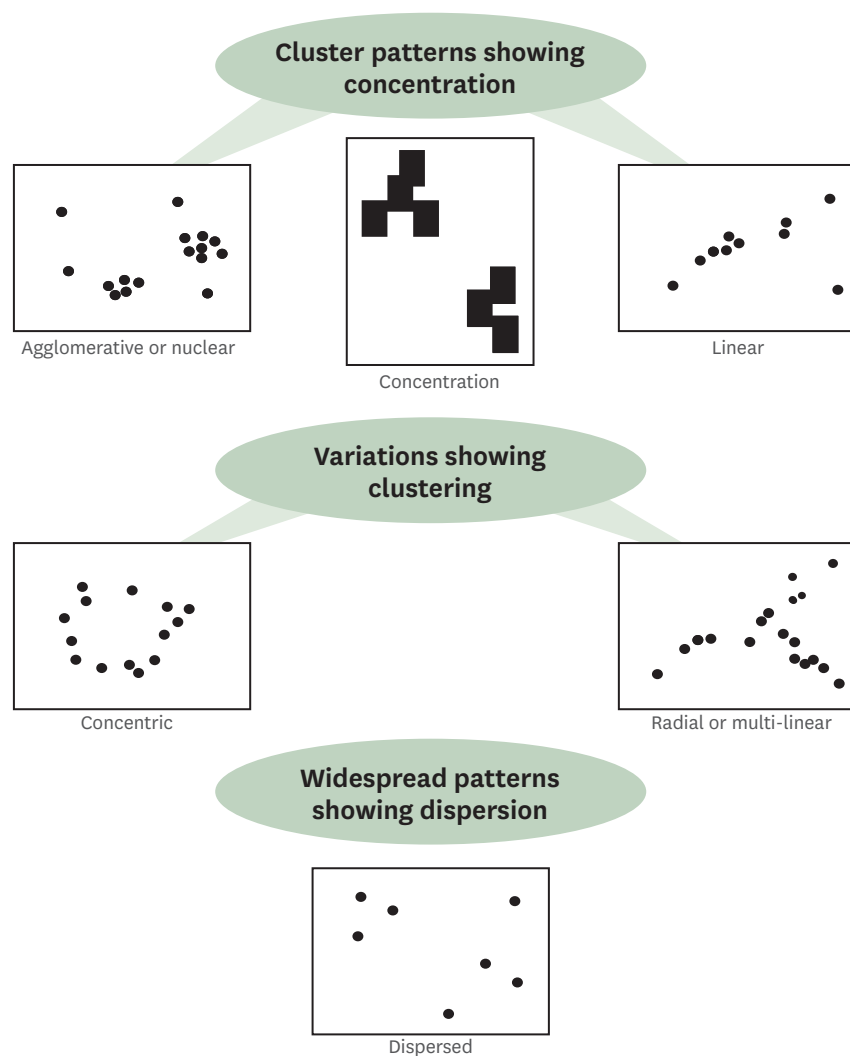 Cluster patterns showing
concentration
Agglomerative or nuclear
Concentration
Linear
Variations showing
clustering
Concentric
Radial or multi-linear
Widespread patterns
showing dispersion
Dispersed